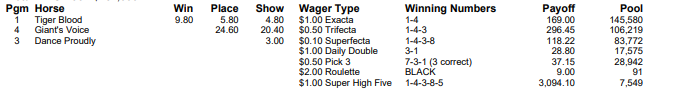 Pgm Horse Win Place Show Wager Type Winning Numbers Payoff Pool
1 Tiger Blood 9.80 5.80 4.80 $1.00 Exacta 1-4 169.00 145,580
4 Giant's Voice 24.60 20.40 $0.50 Trifecta 1-4-3 296.45 106,219
3 Dance Proudly 3.00 $0.10 Superfecta 1-4-3-8 118.22 83,772
$1.00 Daily Double 3-1 28.80 17,575
$0.50 Pick 3 7-3-1 (3 correct) 37.15 28,942
$2.00 Roulette BLACK 9.00 91
$1.00 Super High Five 1-4-3-8-5 3,094.10 7,549